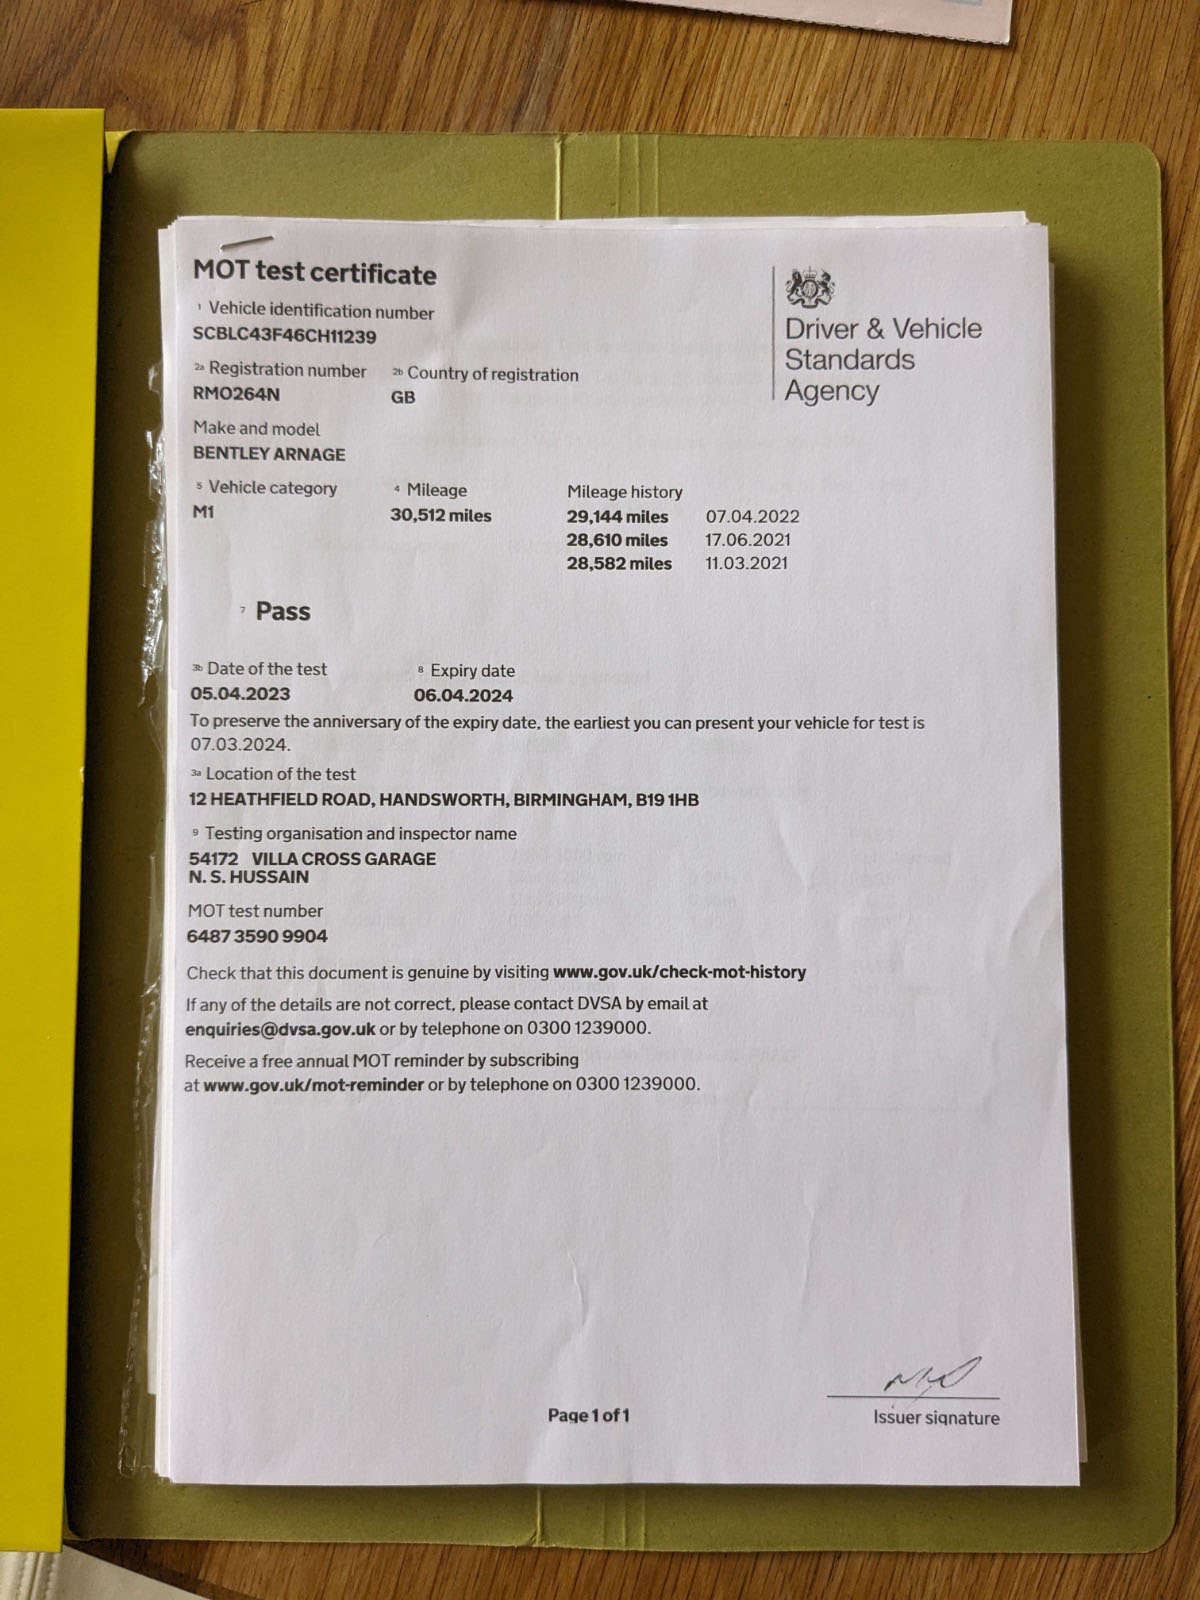 MOT test certificate
1 Vehicle identification number
SCBLC43F46CH11239
Driver & Vehicle
Standards
Agency
2a Registration number 2b Country of registration
RMO264N GB
Make and model
BENTLEY ARNAGE
5 Vehicle category 4 Mileage Mileage history
M1 30,512 miles 29,144 miles 07.04.2022
28,610 miles 17.06.2021
28,582 miles 11.03.2021
7 Pass
3b Date of the test 8 Expiry date
05.04.2023 06.04.2024
To preserve the anniversary of the expiry date, the earliest you can present your vehicle for test is
07.03.2024.
3a Location of the test
12 HEATHFIELD ROAD, HANDSWORTH, BIRMINGHAM, B19 1HB
9 Testing organisation and inspector name
54172 VILLA CROSS GARAGE
N. S. HUSSAIN
MOT test number
6487 3590 9904
Check that this document is genuine by visiting www.gov.uk/check-mot-history
If any of the details are not correct, please contact DVSA by email at
enquiries@dvsa.gov.uk or by telephone on 0300 1239000.
Receive a free annual MOT reminder by subscribing
at www.gov.uk/mot-reminder or by telephone on 0300 1239000.
Page 1 of 1
Issuer signature